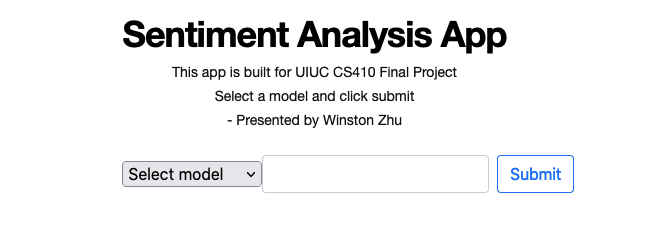 Sentiment Analysis App
This app is built for UIUC CS410 Final Project
Select a model and click submit
- Presented by Winston Zhu
Select model
Submit